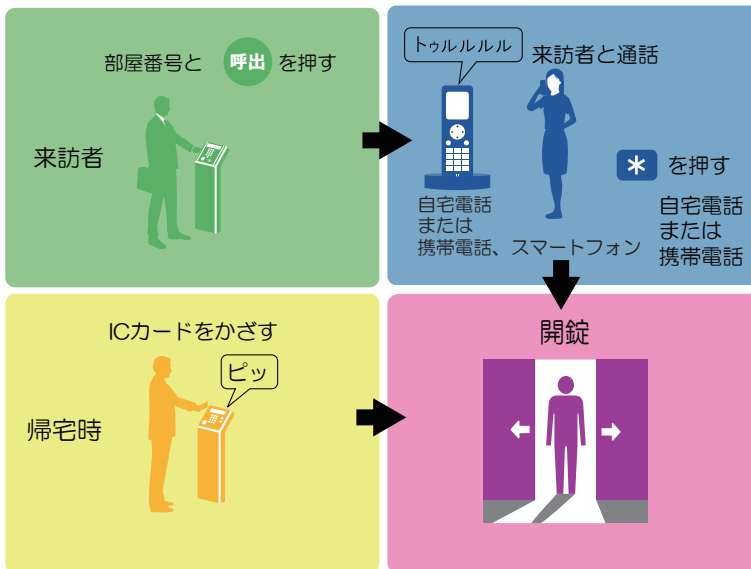 部屋番号と 呼出 を押す
来訪者
トゥルルルル
来訪者と通話
* を押す
自宅電話
または
携帯電話、スマートフォン
自宅電話
または
携帯電話
ICカードをかざす
ピッ
帰宅時
開錠